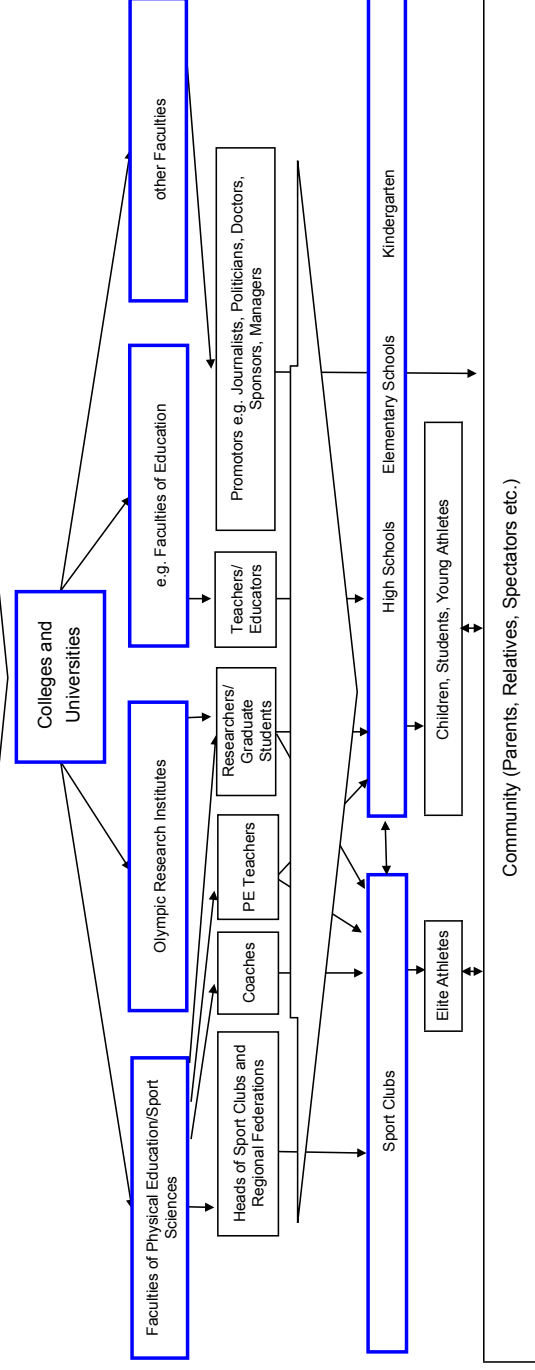 Colleges and
Universities
Faculties of Physical Education/Sport
Sciences
Olympic Research Institutes
e.g. Faculties of Education
other Faculties
Heads of Sport Clubs and
Regional Federations
Coaches
PE Teachers
Researchers/
Graduate
Students
Teachers/
Educators
Promotors e.g. Journalists, Politicians, Doctors,
Sponsors, Managers
Sport Clubs
High Schools
Elementary Schools
Kindergarten
Elite Athletes
Children, Students, Young Athletes
Community (Parents, Relatives, Spectators etc.)